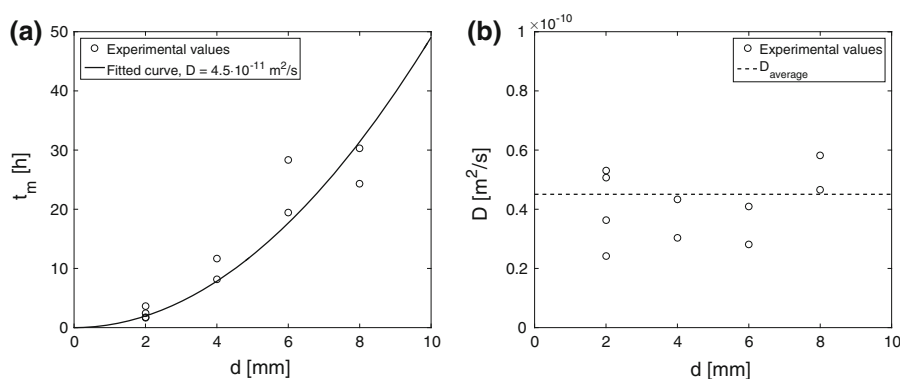 (a)
50
40
30
20
10
0
t_m [h]
○ Experimental values
Fitted curve, D = 4.5·10⁻¹¹ m²/s
0 2 4 6 8 10
d [mm]
(b)
1 ×10⁻¹⁰
0.8
0.6
0.4
0.2
0
D [m²/s]
○ Experimental values
D_average
0 2 4 6 8 10
d [mm]